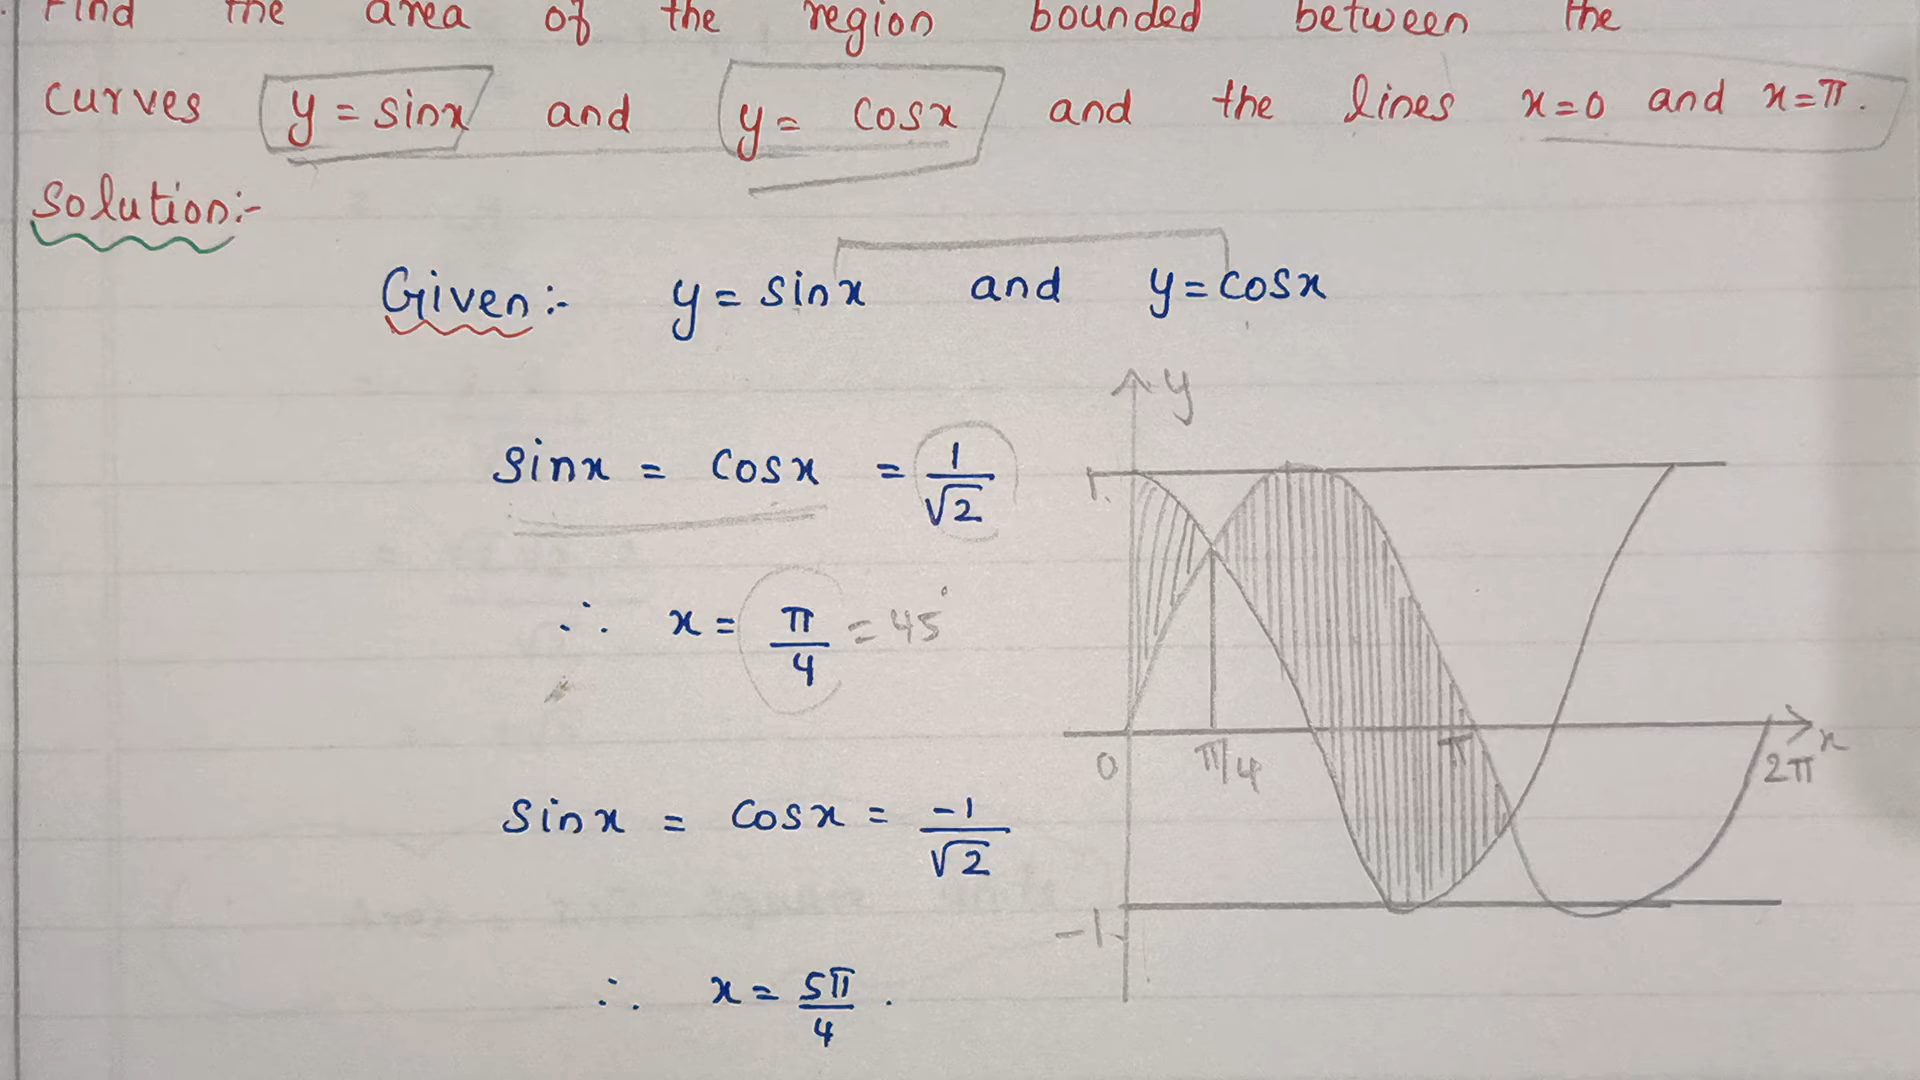 Find the area of the region bounded between the
curves y = sinx and y = cosx and the lines x=0 and x=π.
Solution:-
Given:- y = sinx and y = cosx
y
sinx = cosx = 1/√2
1
∴ x = π/4 = 45°
0 π/4 π 2π x
sinx = cosx = -1/√2
-1
∴ x = 5π/4 .